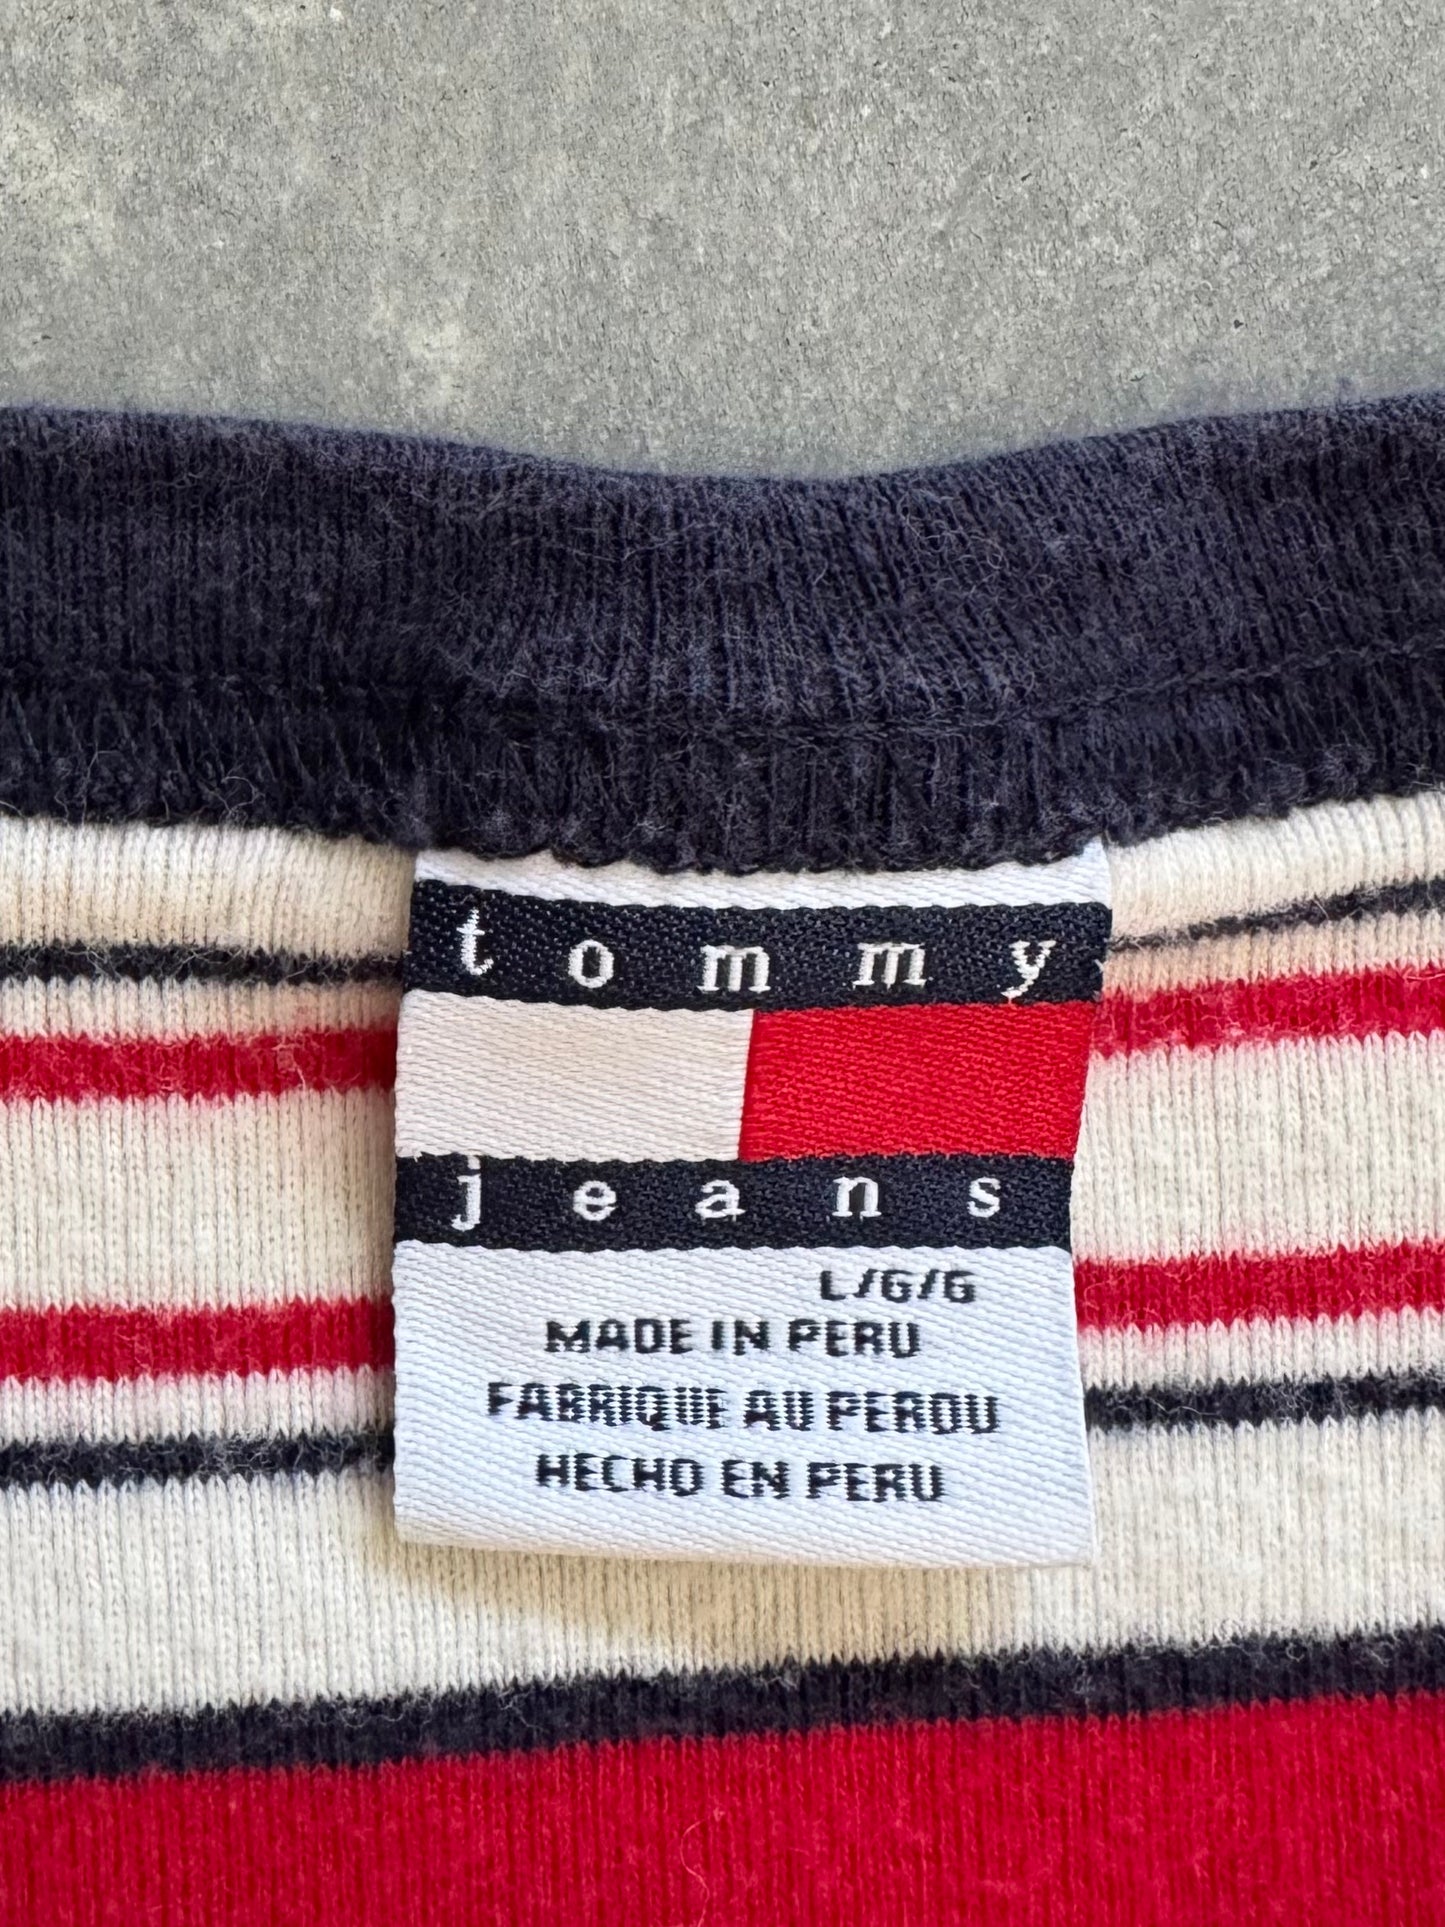 tommy
jeans
L/G/G
MADE IN PERU
FABRIQUE AU PEROU
HECHO EN PERU